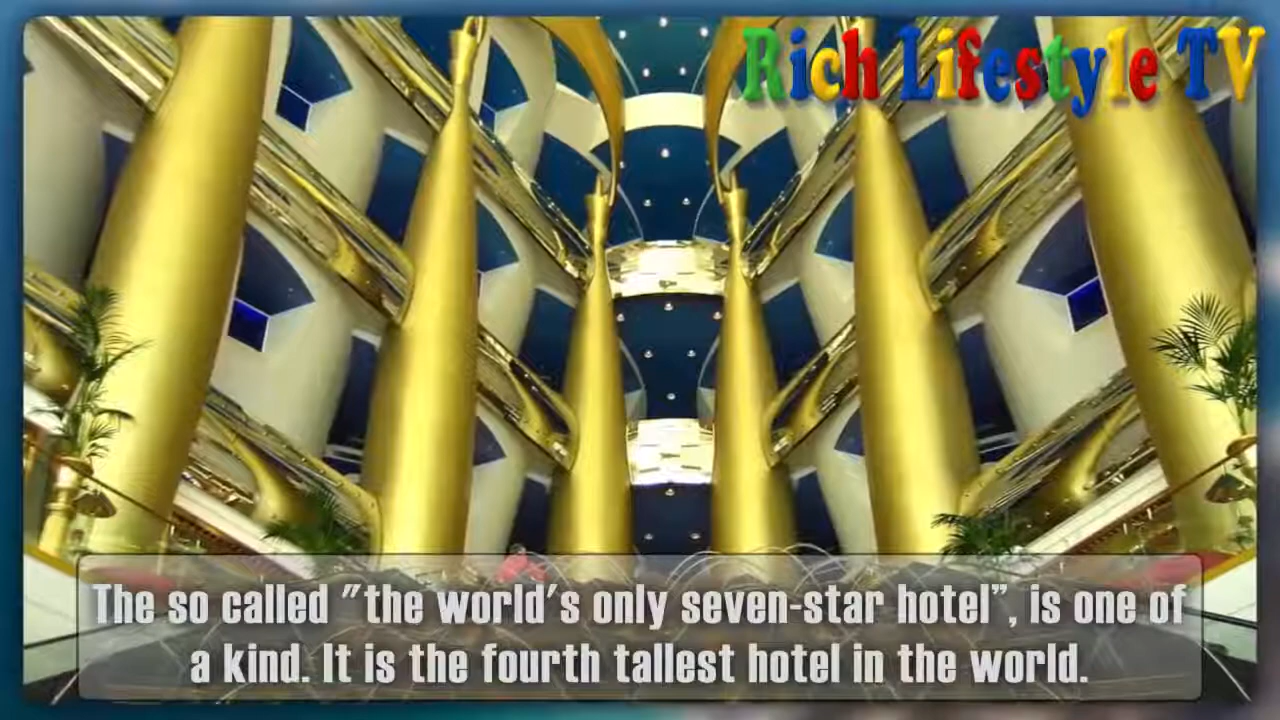 Rich Lifestyle TV
The so called "the world's only seven-star hotel”, is one of
a kind. It is the fourth tallest hotel in the world.